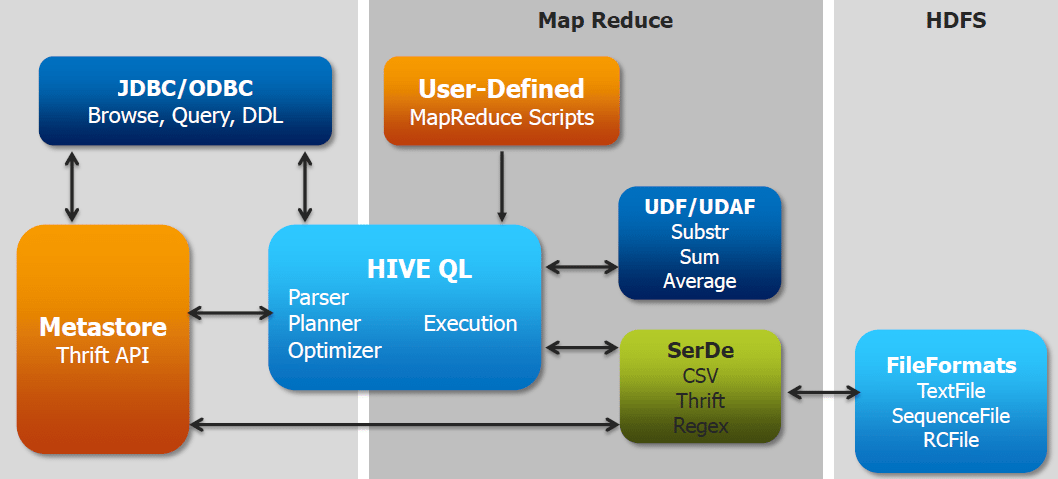 Map Reduce
HDFS
JDBC/ODBC
Browse, Query, DDL
User-Defined
MapReduce Scripts
UDF/UDAF
Substr
Sum
Average
HIVE QL
Parser
Planner
Optimizer
Execution
Metastore
Thrift API
SerDe
CSV
Thrift
Regex
FileFormats
TextFile
SequenceFile
RCFile